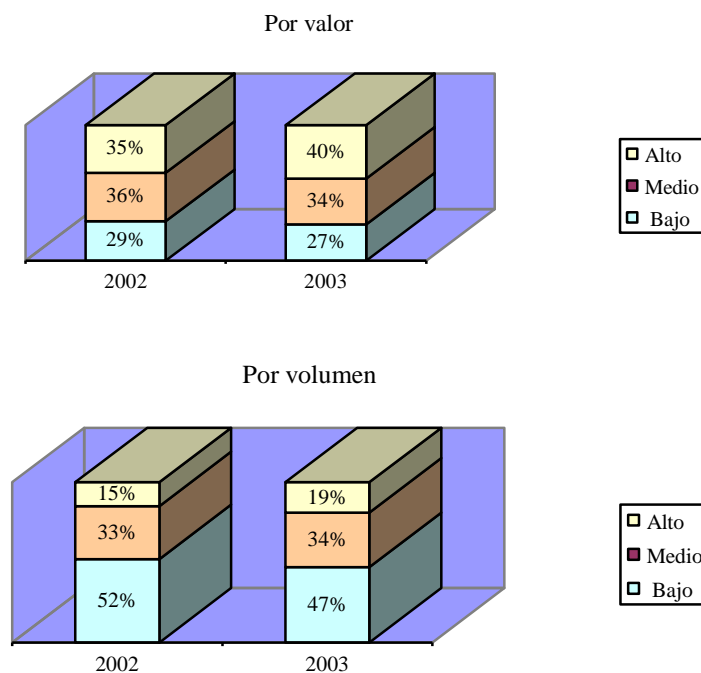 Por valor
35%
40%
36%
34%
29%
27%
2002
2003
Alto
Medio
Bajo
Por volumen
15%
19%
33%
34%
52%
47%
2002
2003
Alto
Medio
Bajo